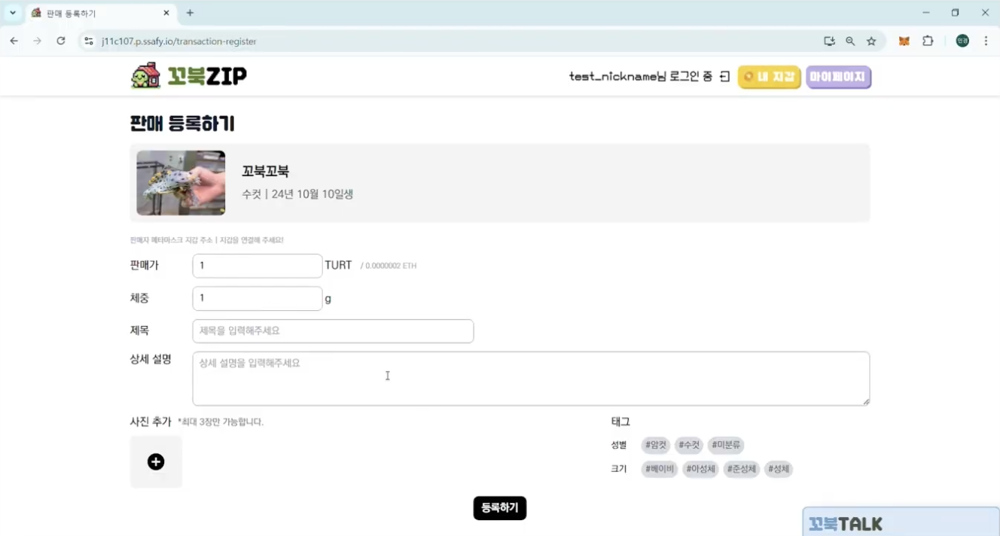 판매 등록하기
j11c107.p.ssafy.io/transaction-register
민경
꼬북ZIP
test_nickname님 로그인 중
내 지갑
마이페이지
판매 등록하기
꼬북꼬북
수컷 | 24년 10월 10일생
판매자 메타마스크 지갑 주소 | 지갑을 연결해 주세요!
판매가 1 TURT / 0.0000002 ETH
체중 1 g
제목 제목을 입력해주세요
상세 설명 상세 설명을 입력해주세요
사진 추가 *최대 3장만 가능합니다.
태그
성별 #암컷 #수컷 #미분류
크기 #베이비 #아성체 #준성체 #성체
등록하기
꼬북TALK